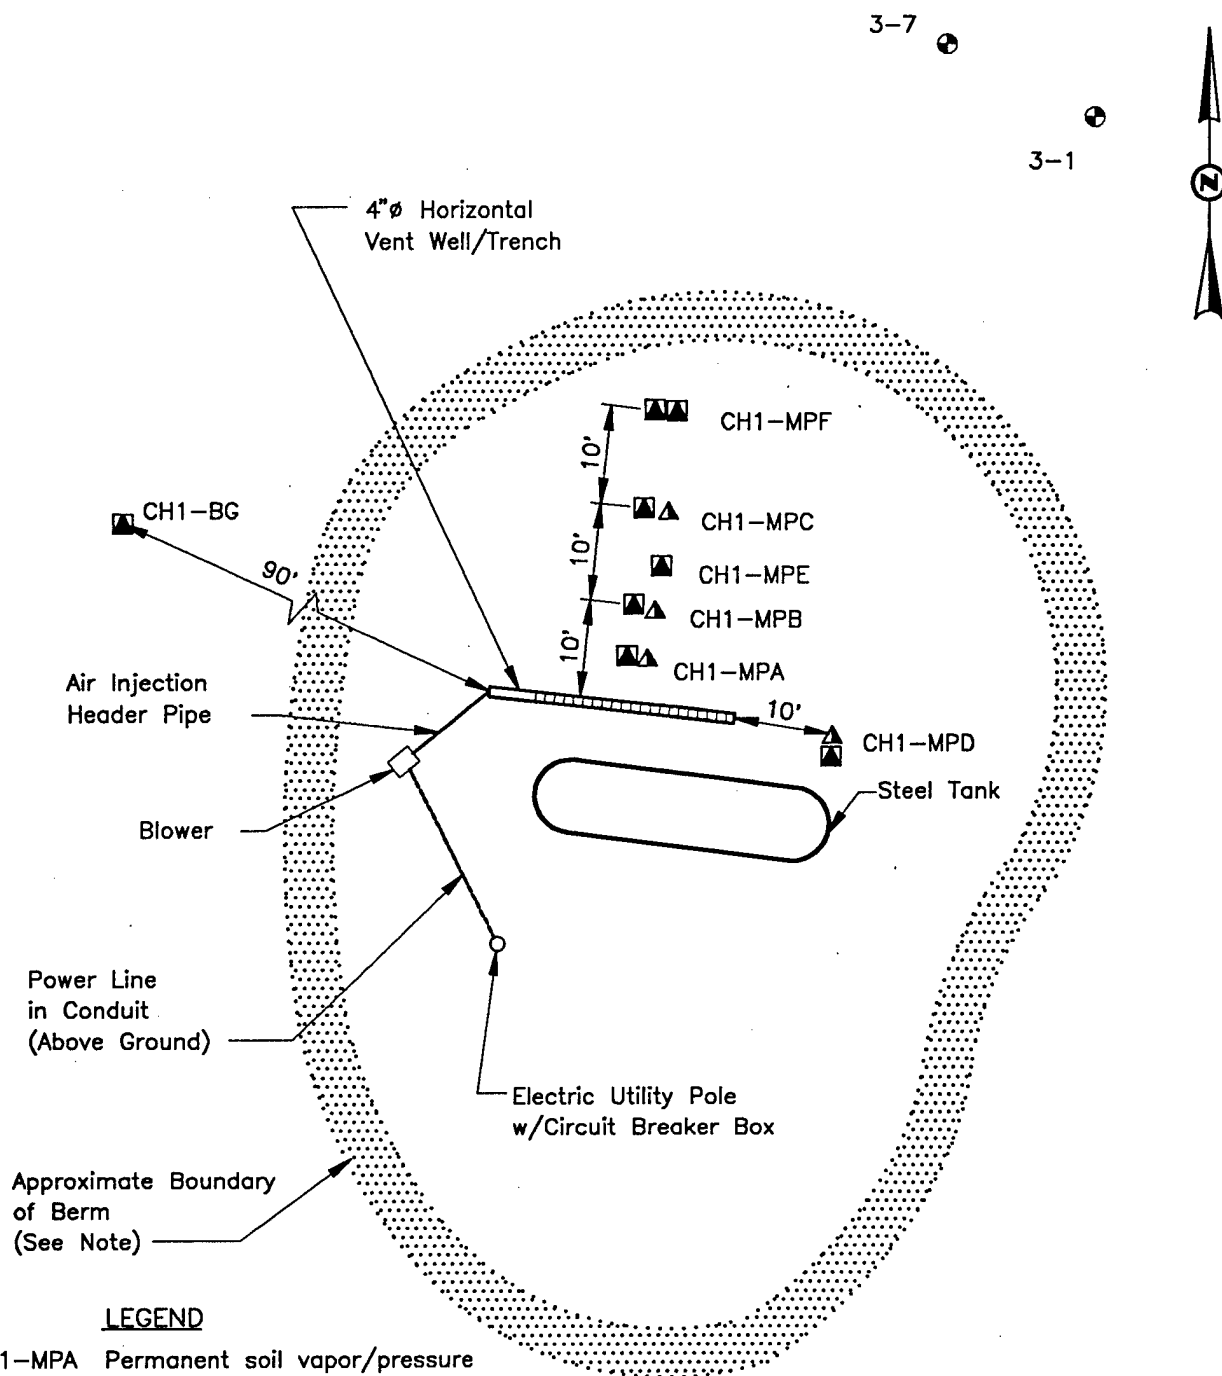 3-7
3-1
N
4"ø Horizontal
Vent Well/Trench
CH1-MPF
10'
CH1-BG
CH1-MPC
90'
10'
CH1-MPE
CH1-MPB
10'
CH1-MPA
Air Injection
Header Pipe
10'
CH1-MPD
Steel Tank
Blower
Power Line
in Conduit
(Above Ground)
Electric Utility Pole
w/Circuit Breaker Box
Approximate Boundary
of Berm
(See Note)
LEGEND
1-MPA Permanent soil vapor/pressure